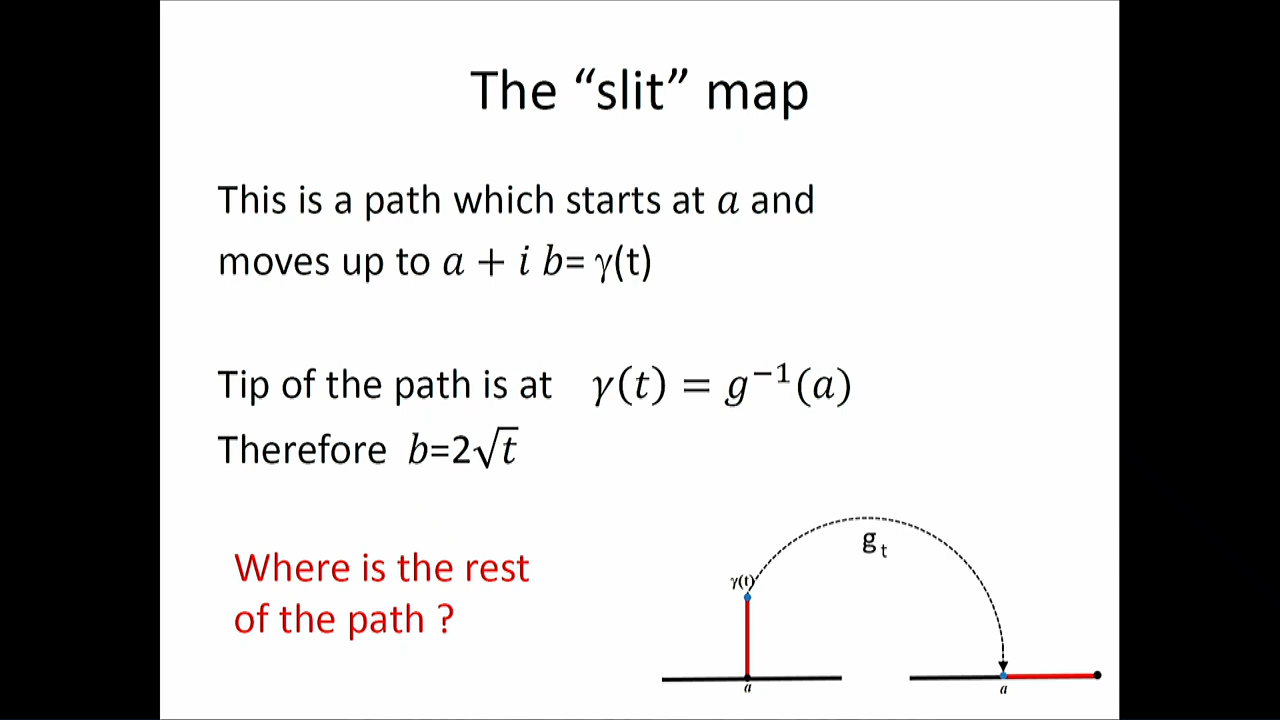 The “slit” map
This is a path which starts at a and
moves up to a + i b= γ(t)
Tip of the path is at γ(t) = g⁻¹(a)
Therefore b=2√t
Where is the rest
of the path ?
g t
γ(t)
a
a